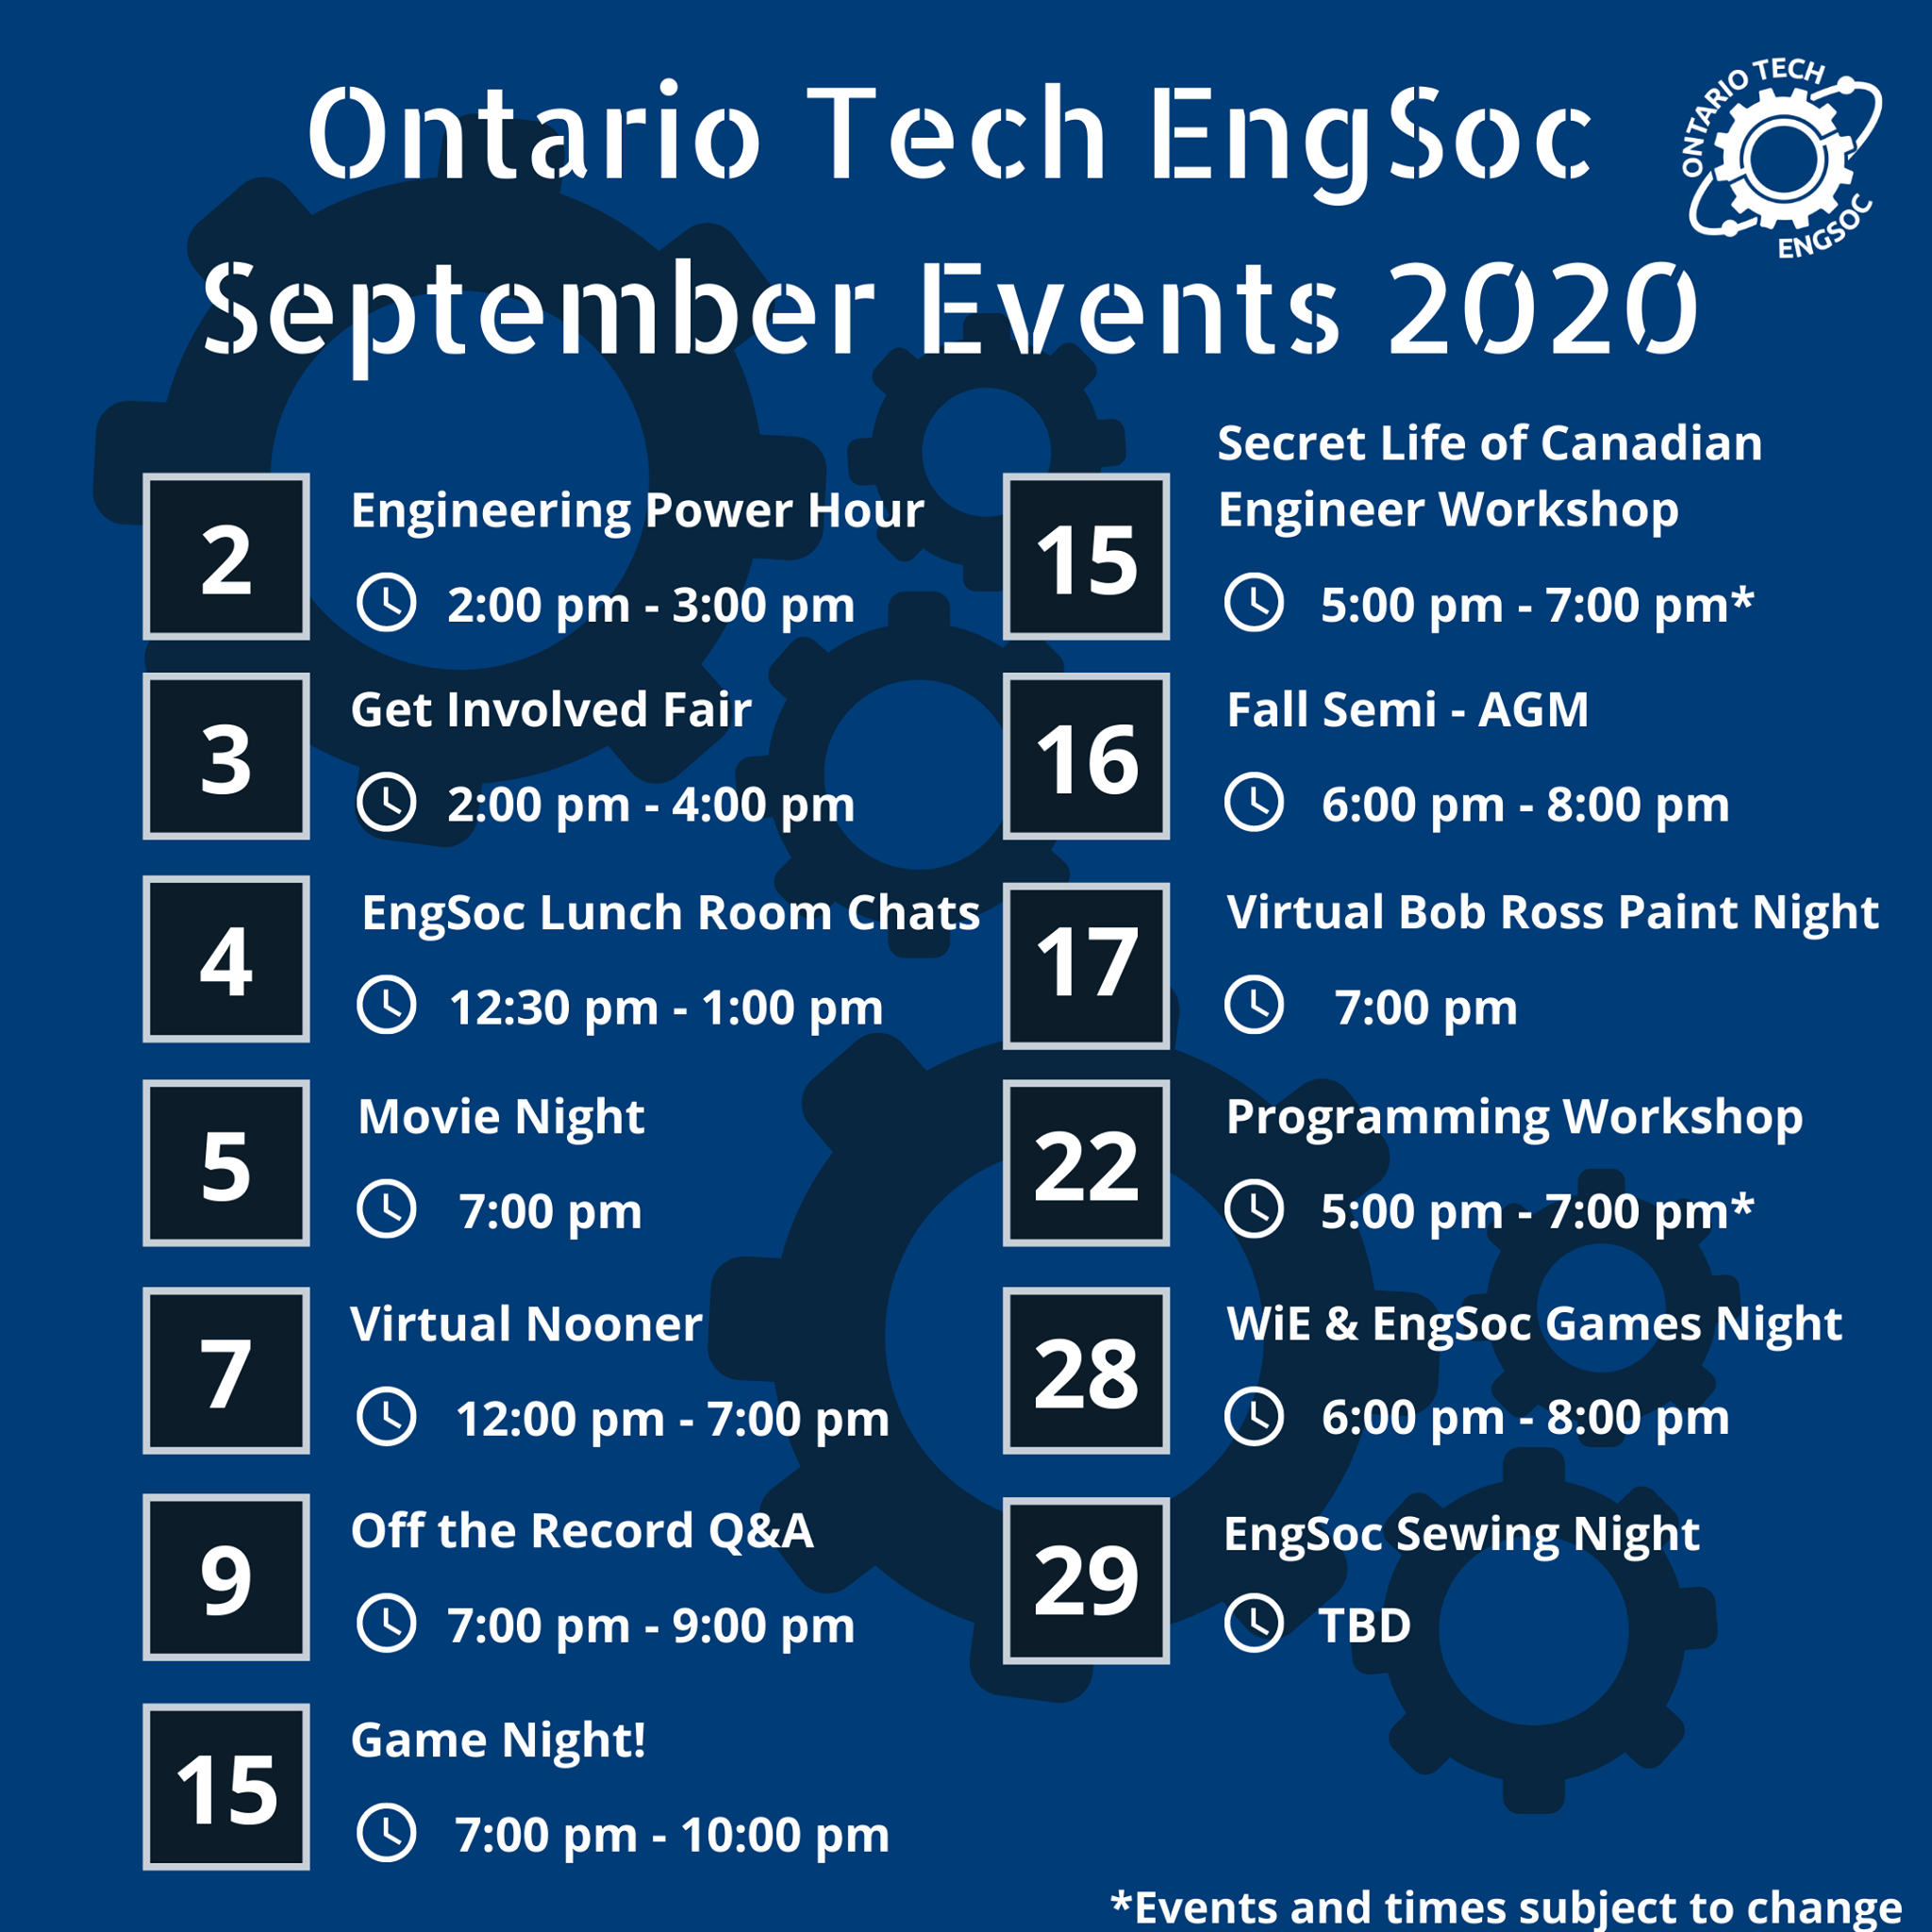 Ontario Tech EngSoc
September Events 2020
ONTARIO TECH
ENGSOC
2
Engineering Power Hour
2:00 pm - 3:00 pm
3
Get Involved Fair
2:00 pm - 4:00 pm
4
EngSoc Lunch Room Chats
12:30 pm - 1:00 pm
5
Movie Night
7:00 pm
7
Virtual Nooner
12:00 pm - 7:00 pm
9
Off the Record Q&A
7:00 pm - 9:00 pm
15
Game Night!
7:00 pm - 10:00 pm
15
Secret Life of Canadian
Engineer Workshop
5:00 pm - 7:00 pm*
16
Fall Semi - AGM
6:00 pm - 8:00 pm
17
Virtual Bob Ross Paint Night
7:00 pm
22
Programming Workshop
5:00 pm - 7:00 pm*
28
WiE & EngSoc Games Night
6:00 pm - 8:00 pm
29
EngSoc Sewing Night
TBD
*Events and times subject to change